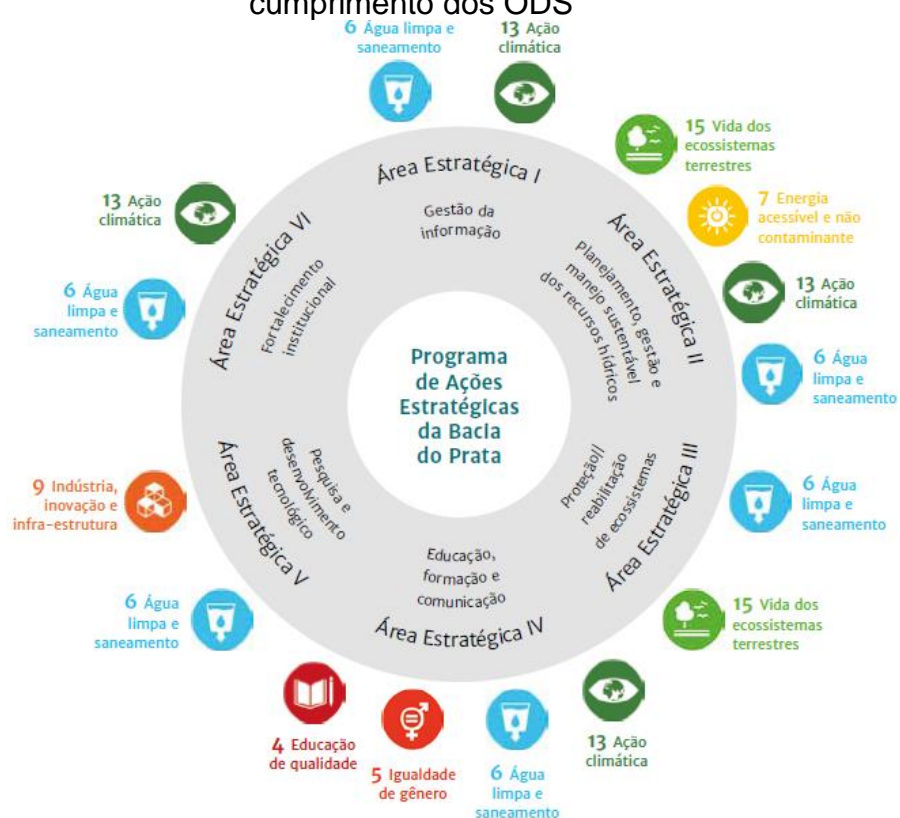 cumprimento dos ODS
6 Água limpa e
saneamento
13 Ação
climática
15 Vida dos
ecossistemas
terrestres
7 Energia
acessível e não
contaminante
13 Ação
climática
6 Água
limpa e
saneamento
6 Água
limpa e
saneamento
15 Vida dos
ecossistemas
terrestres
13 Ação
climática
6 Água
limpa e
saneamento
5 Igualdade
de gênero
4 Educação
de qualidade
6 Água
limpa e
saneamento
9 Indústria,
inovação e
infra-estrutura
6 Água
limpa e
saneamento
13 Ação
climática
Área Estratégica I
Gestão da
informação
Área Estratégica II
Planejamento, gestão e
manejo sustentável
dos recursos hídricos
Área Estratégica III
Proteção//
reabilitação
de ecossistemas
Educação,
formação e
comunicação
Área Estratégica IV
Pesquisa e
desenvolvimento
tecnológico
Área Estratégica V
Área Estratégica VI
Fortalecimento
institucional
Programa
de Ações
Estratégicas
da Bacia
do Prata